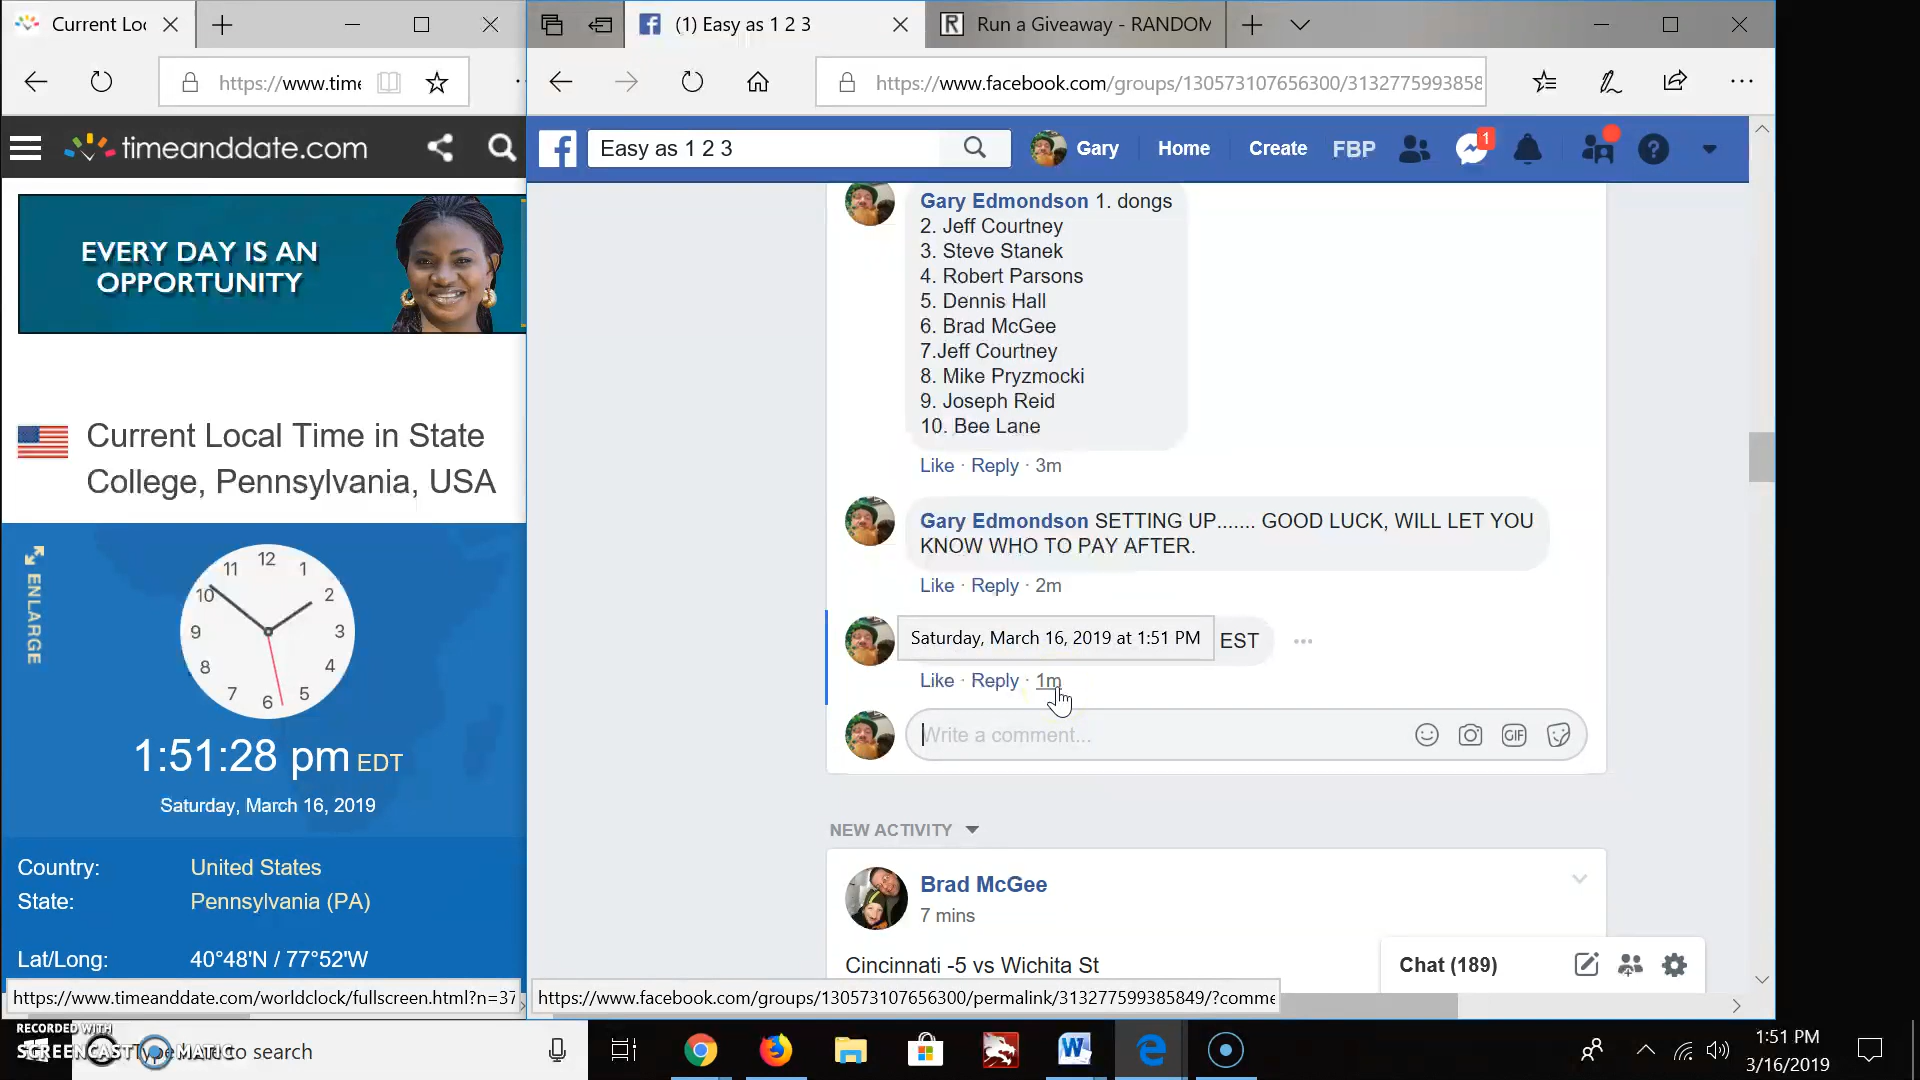 Current Loc
(1) Easy as 1 2 3
Run a Giveaway - RANDOM
https://www.time
https://www.facebook.com/groups/130573107656300/3132775993858
timeanddate.com
Easy as 1 2 3
Gary
Home
Create
FBP
1
EVERY DAY IS AN
OPPORTUNITY
Current Local Time in State
College, Pennsylvania, USA
ENLARGE
12
1
2
3
4
5
6
7
8
9
10
11
1:51:28 pm EDT
Saturday, March 16, 2019
Country: United States
State: Pennsylvania (PA)
Lat/Long: 40°48'N / 77°52'W
https://www.timeanddate.com/worldclock/fullscreen.html?n=37
Gary Edmondson 1. dongs
2. Jeff Courtney
3. Steve Stanek
4. Robert Parsons
5. Dennis Hall
6. Brad McGee
7.Jeff Courtney
8. Mike Pryzmocki
9. Joseph Reid
10. Bee Lane
Like · Reply · 3m
Gary Edmondson SETTING UP....... GOOD LUCK, WILL LET YOU
KNOW WHO TO PAY AFTER.
Like · Reply · 2m
Saturday, March 16, 2019 at 1:51 PM
EST
Like · Reply · 1m
Write a comment...
GIF
NEW ACTIVITY
Brad McGee
7 mins
Cincinnati -5 vs Wichita St
Chat (189)
https://www.facebook.com/groups/130573107656300/permalink/313277599385849/?comme
RECORDED WITH
SCREENCAST MATIC
to search
1:51 PM
3/16/2019